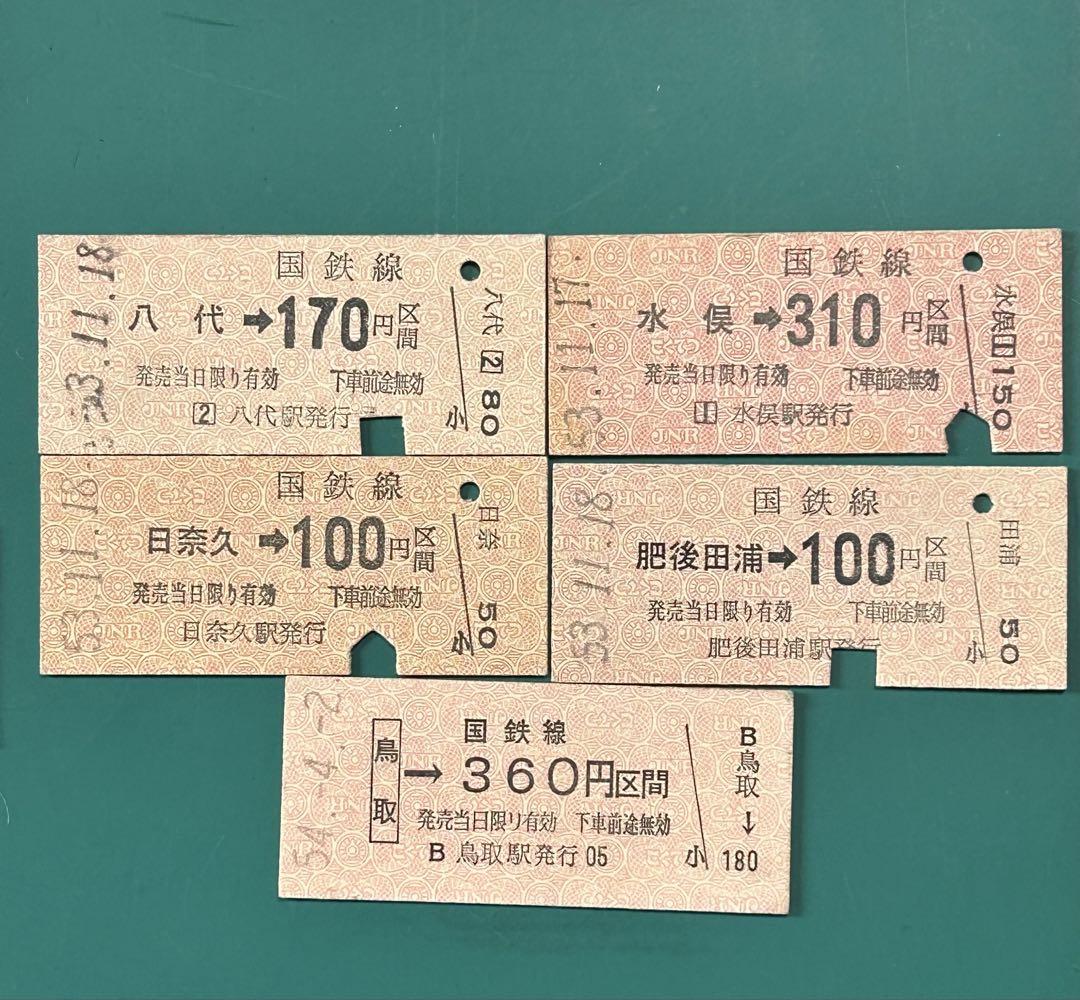 53.11.18
国鉄線
八代➡170円区間
発売当日限り有効 下車前途無効
2 八代駅発行
八代 2 80
小
53.11.17.
国鉄線
水俣➡310円区間
発売当日限り有効 下車前途無効
1 水俣駅発行
水俣 1 150
53.11.18
国鉄線
日奈久➡100円区間
発売当日限り有効 下車前途無効
日奈久駅発行
日奈 50
小
53.11.18.
国鉄線
肥後田浦➡100円区間
発売当日限り有効 下車前途無効
肥後田浦駅発行
田浦 50
小
54.-4.-2
国鉄線
鳥取→360円区間
発売当日限り有効 下車前途無効
B 鳥取駅発行 05
B鳥取↓
小 180